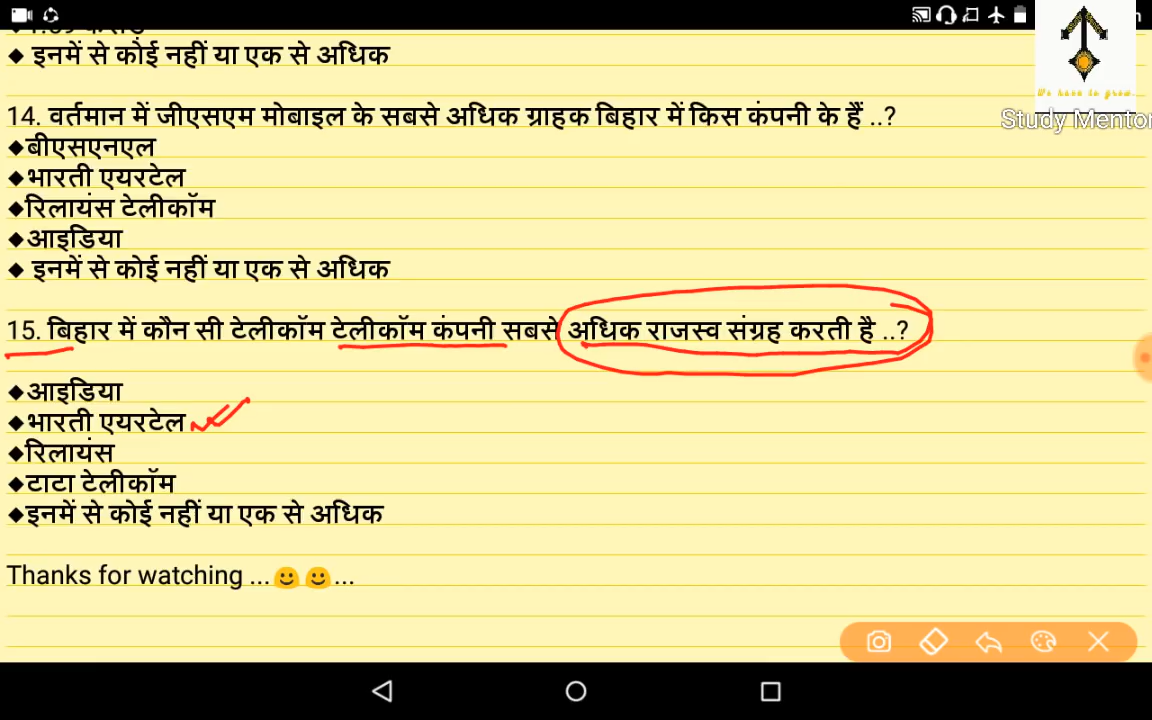 ◆ इनमें से कोई नहीं या एक से अधिक
14. वर्तमान में जीएसएम मोबाइल के सबसे अधिक ग्राहक बिहार में किस कंपनी के हैं ..?
◆बीएसएनएल
◆भारती एयरटेल
◆रिलायंस टेलीकॉम
◆आइडिया
◆ इनमें से कोई नहीं या एक से अधिक
15. बिहार में कौन सी टेलीकॉम टेलीकॉम कंपनी सबसे अधिक राजस्व संग्रह करती है ..?
◆आइडिया
◆भारती एयरटेल
◆रिलायंस
◆टाटा टेलीकॉम
◆इनमें से कोई नहीं या एक से अधिक
Thanks for watching ...🙂🙂...
Study Mentor